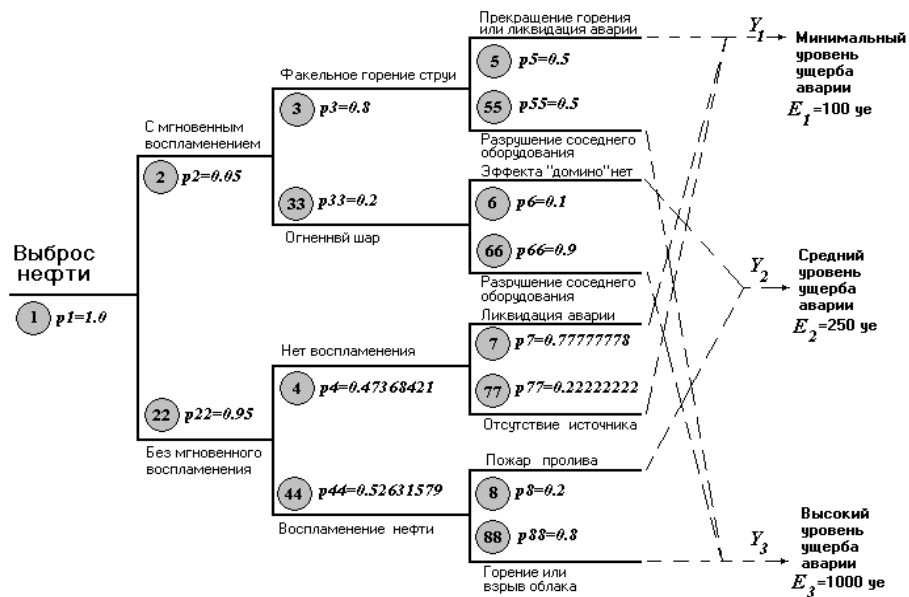 Прекращение горения
или ликвидация аварии
5 p5=0.5
55 p55=0.5
Разрушение соседнего
оборудования
Факельное горение струи
3 p3=0.8
С мгновенным
воспламенением
2 p2=0.05
33 p33=0.2
Огненнвй шар
Эффекта "домино"нет
6 p6=0.1
66 p66=0.9
Разрушение соседнего
оборудования
Выброс
нефти
1 p1=1.0
Ликвидация аварии
7 p7=0.77777778
77 p77=0.22222222
Отсутствие источника
Нет воспламенения
4 p4=0.47368421
22 p22=0.95
Без мгновенного
воспламенения
44 p44=0.52631579
Воспламенение нефти
Пожар пролива
8 p8=0.2
88 p88=0.8
Горение или
взрыв облака
Y1
Минимальный
уровень
ущерба
аварии
E1=100 уе
Y2
Средний
уровень
ущерба
аварии
E2=250 уе
Y3
Высокий
уровень
ущерба
аварии
E3=1000 уе